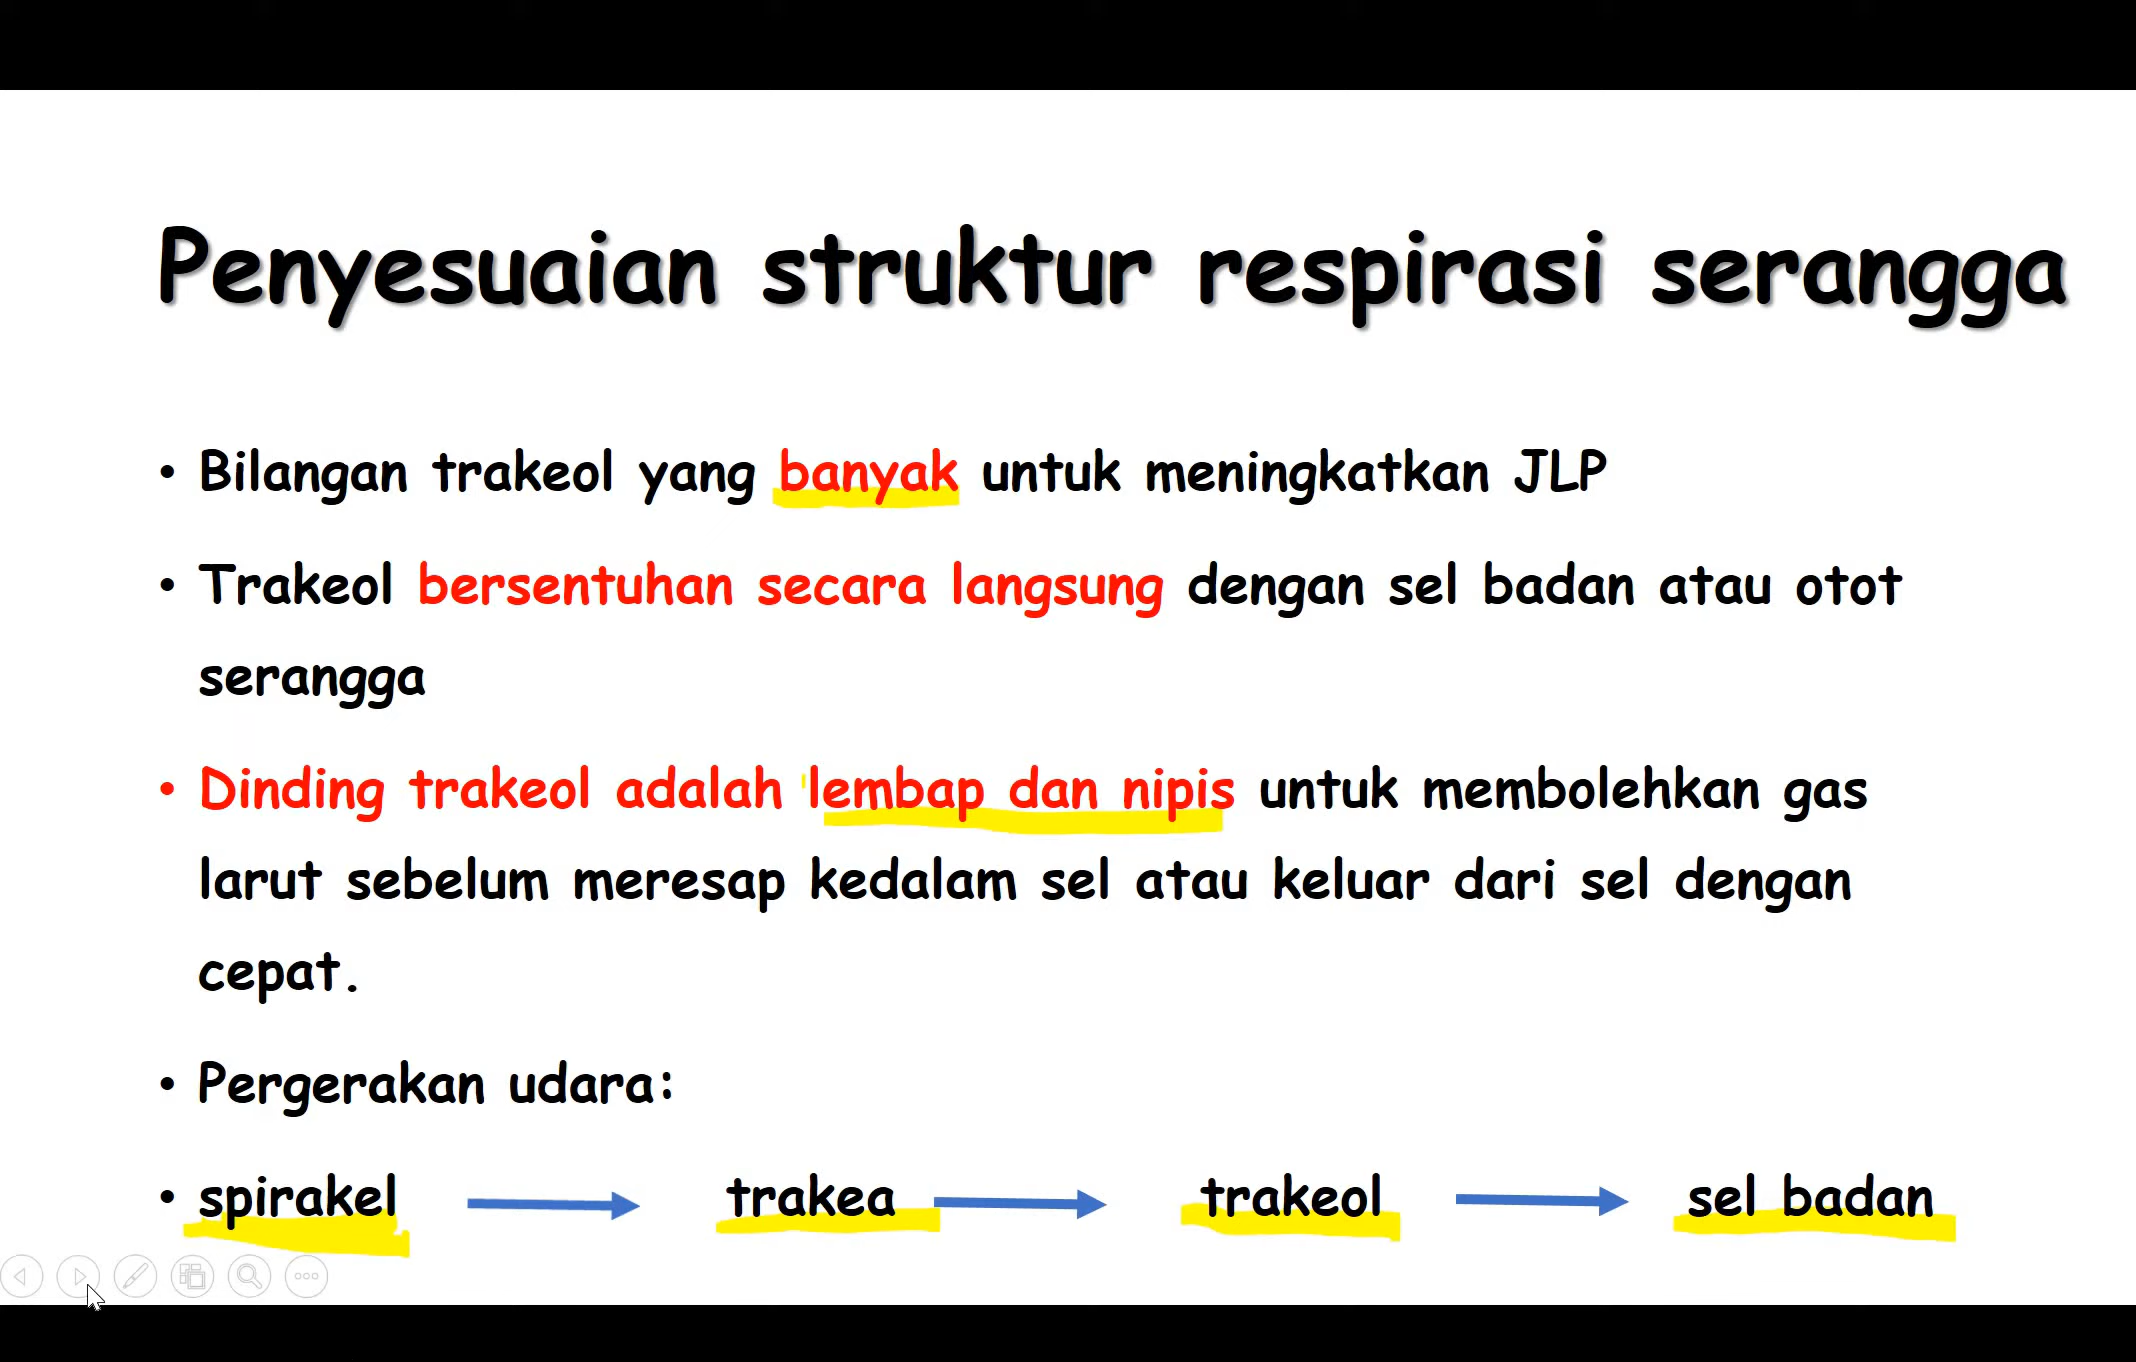 Penyesuaian struktur respirasi serangga
• Bilangan trakeol yang banyak untuk meningkatkan JLP
• Trakeol bersentuhan secara langsung dengan sel badan atau otot
serangga
• Dinding trakeol adalah lembap dan nipis untuk membolehkan gas
larut sebelum meresap kedalam sel atau keluar dari sel dengan
cepat.
• Pergerakan udara:
• spirakel trakea trakeol sel badan